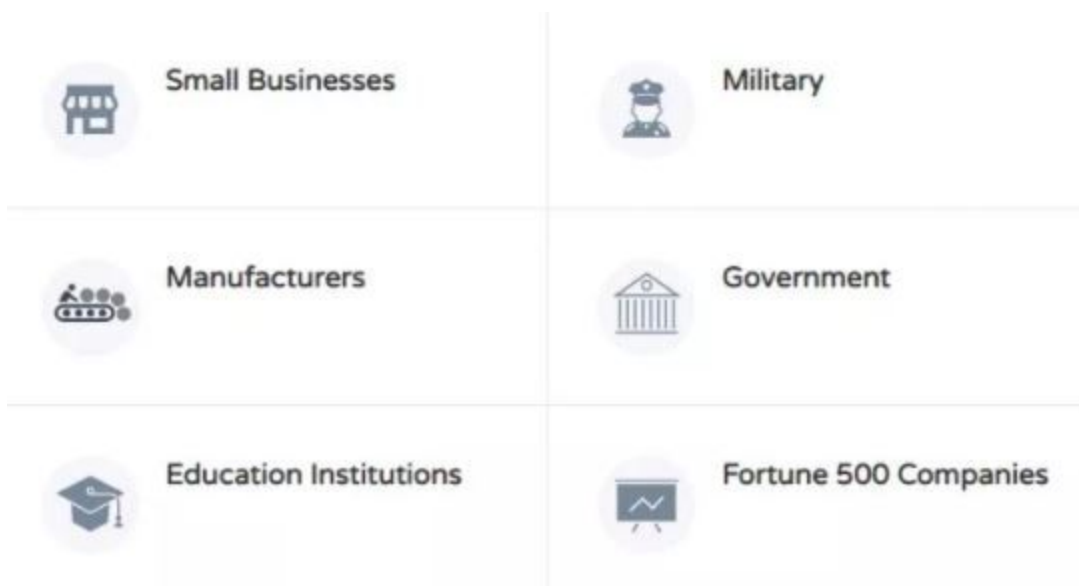 Small Businesses
Military
Manufacturers
Government
Education Institutions
Fortune 500 Companies